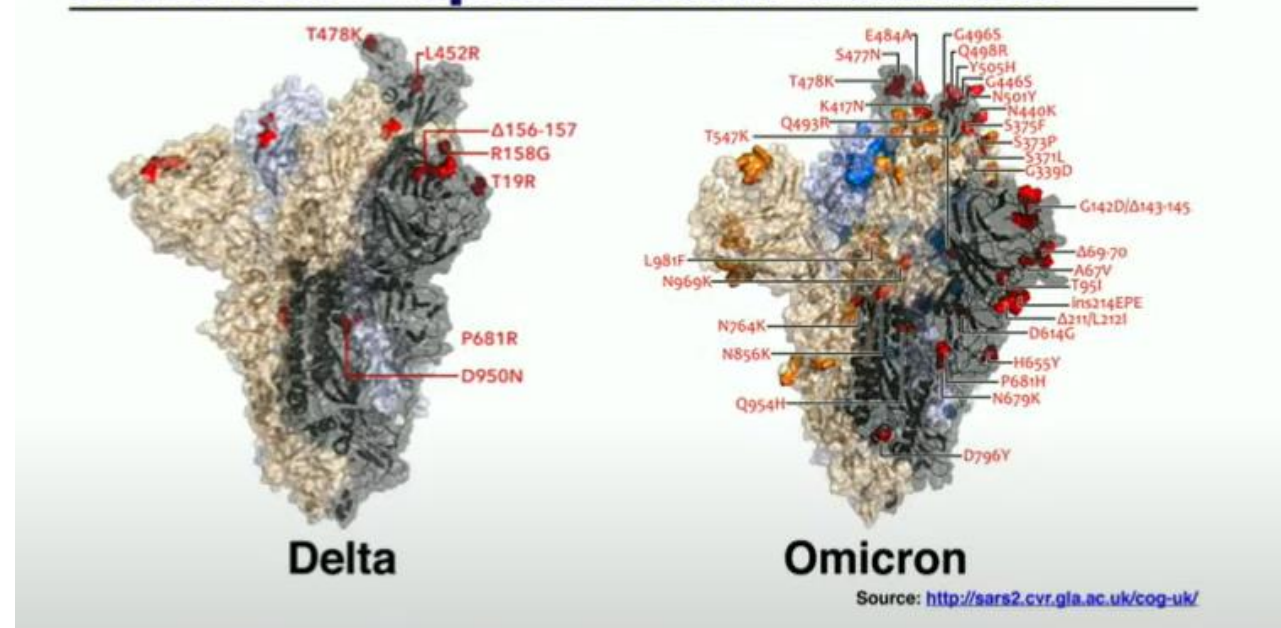 T478K
L452R
Δ156-157
R158G
T19R
P681R
D950N
Delta
E484A
S477N
T478K
K417N
Q493R
T547K
G496S
Q498R
Y505H
G446S
N501Y
N440K
S375F
S373P
S371L
G339D
G142D/Δ143-145
Δ69-70
A67V
T95I
ins214EPE
Δ211/L212I
D614G
H655Y
P681H
N679K
D796Y
L981F
N969K
N764K
N856K
Q954H
Omicron
Source: http://sars2.cvr.gla.ac.uk/cog-uk/